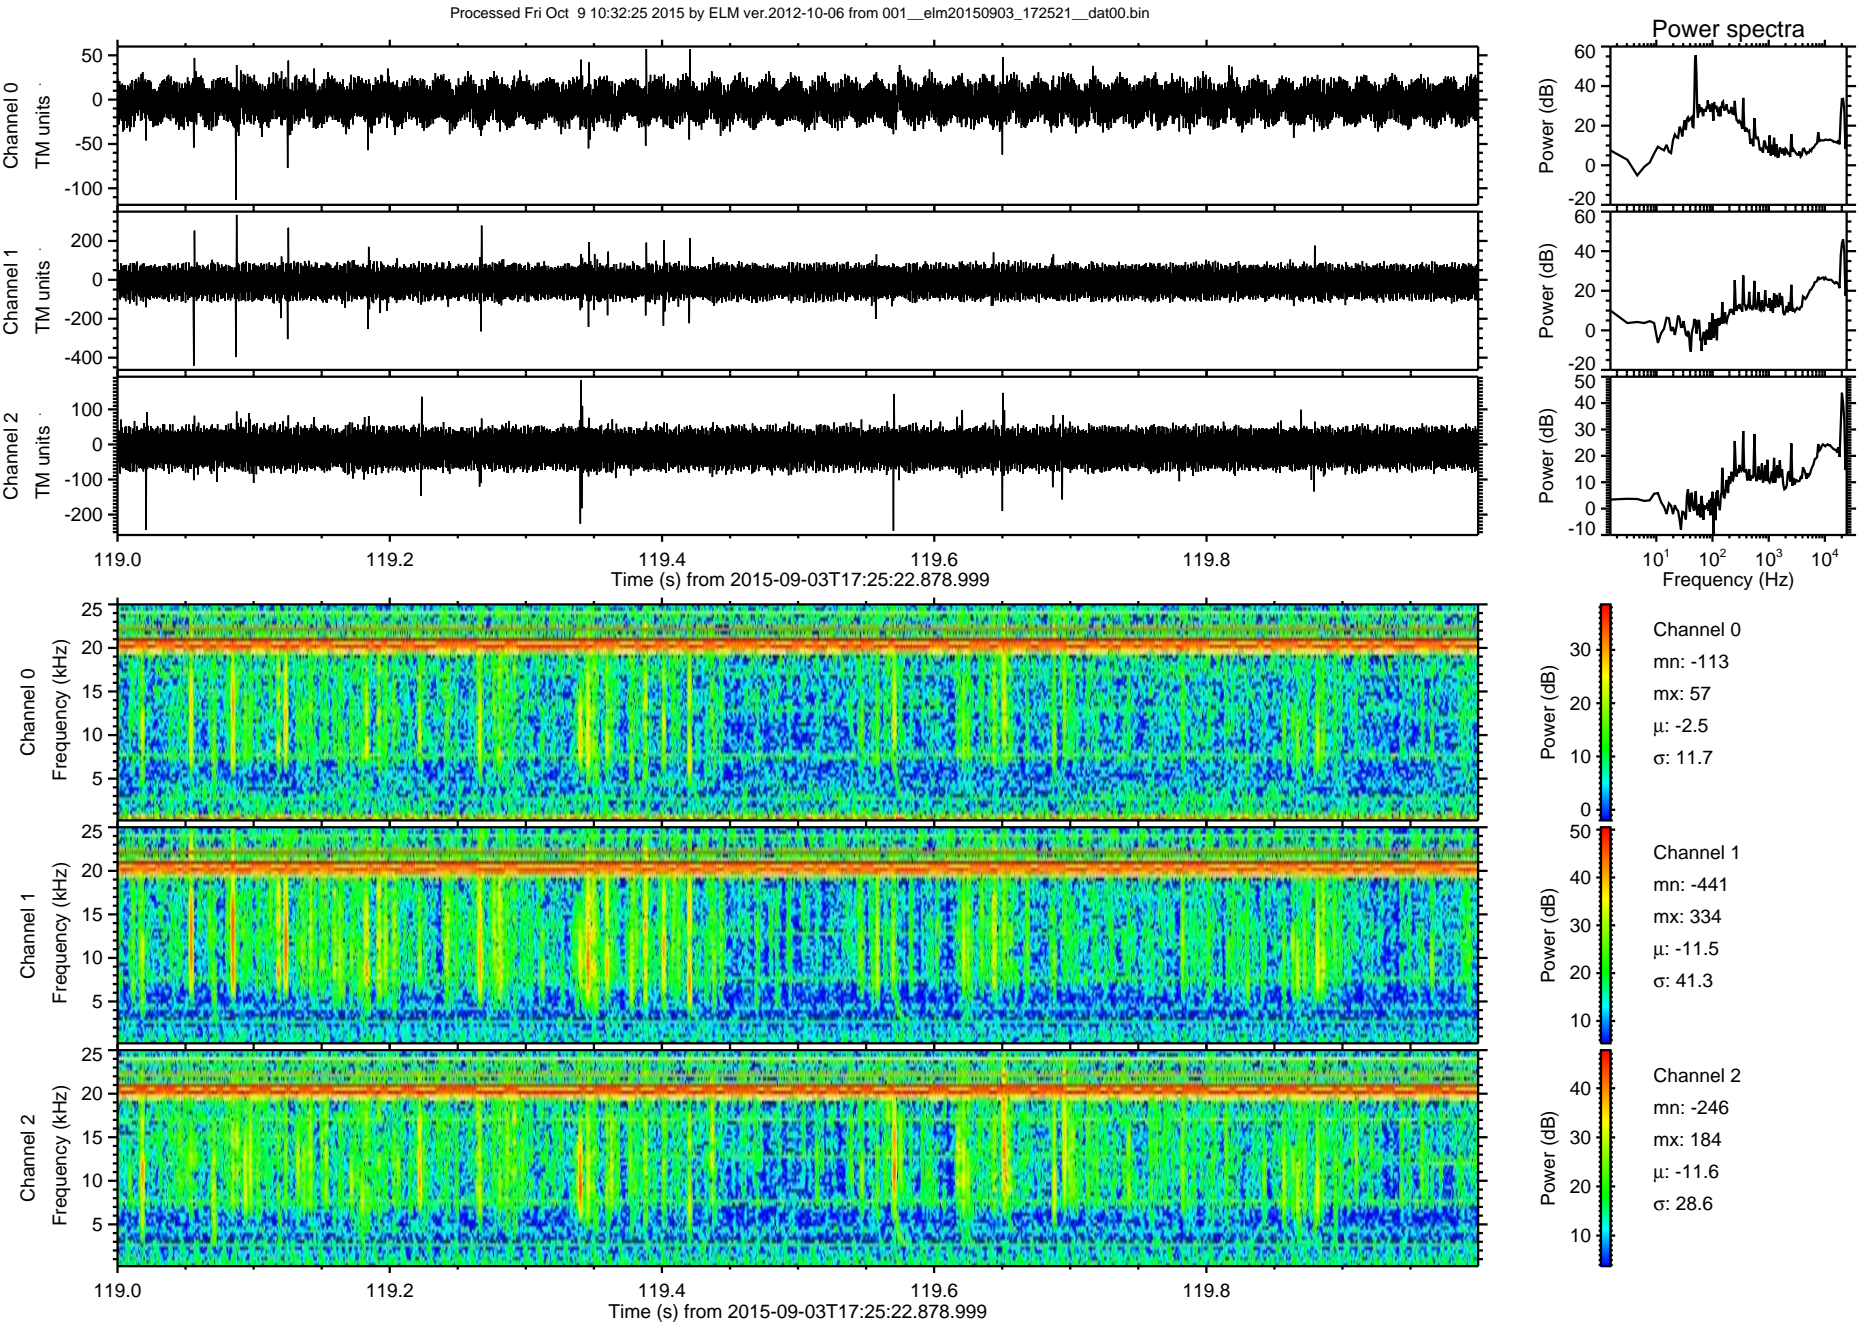 Processed Fri Oct 9 10:32:25 2015 by ELM ver.2012-10-06 from 001__elm20150903_172521__dat00.bin
Power spectra
Channel 0
TM units
50
0
-50
-100
Power (dB)
60
40
20
0
-20
Channel 1
TM units
200
0
-200
-400
Power (dB)
60
40
20
0
-20
Channel 2
TM units
100
0
-100
-200
Power (dB)
50
40
30
20
10
0
-10
119.0 119.2 119.4 119.6 119.8
Time (s) from 2015-09-03T17:25:22.878.999
10^1 10^2 10^3 10^4
Frequency (Hz)
Channel 0
Frequency (kHz)
25
20
15
10
5
Power (dB)
30
20
10
0
Channel 0
mn: -113
mx: 57
μ: -2.5
σ: 11.7
Channel 1
Frequency (kHz)
25
20
15
10
5
Power (dB)
50
40
30
20
10
Channel 1
mn: -441
mx: 334
μ: -11.5
σ: 41.3
Channel 2
Frequency (kHz)
25
20
15
10
5
Power (dB)
40
30
20
10
Channel 2
mn: -246
mx: 184
μ: -11.6
σ: 28.6
119.0 119.2 119.4 119.6 119.8
Time (s) from 2015-09-03T17:25:22.878.999